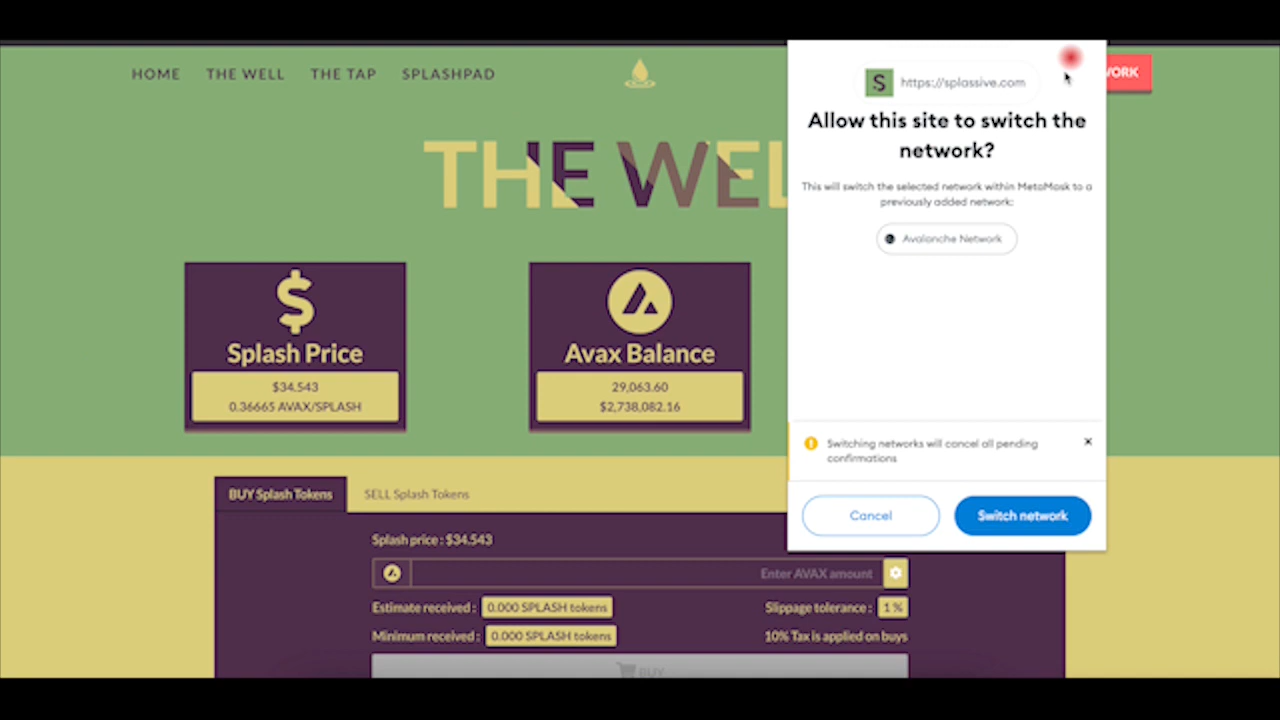 HOME THE WELL THE TAP SPLASHPAD
WORK
S https://splassive.com
Allow this site to switch the
network?
This will switch the selected network within MetaMask to a
previously added network:
Avalanche Network
Switching networks will cancel all pending
confirmations
Cancel Switch network
THE WEL
Splash Price
$34.543
0.36665 AVAX/SPLASH
Avax Balance
29,063.60
$2,738,082.16
BUY Splash Tokens SELL Splash Tokens
Splash price : $34.543
Enter AVAX amount
Estimate received : 0.000 SPLASH tokens
Slippage tolerance : 1 %
Minimum received : 0.000 SPLASH tokens
10% Tax is applied on buys
BUY